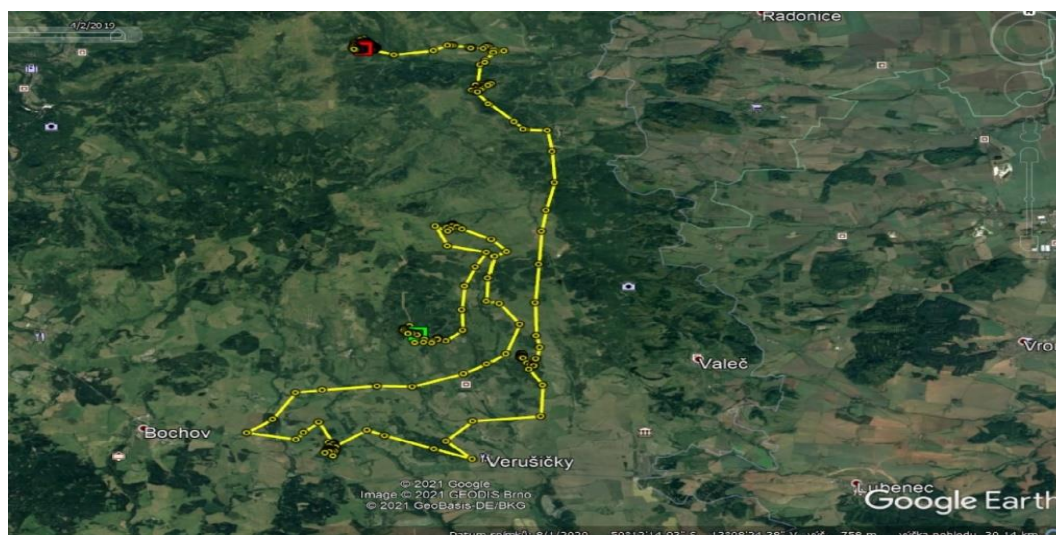 1/2/2019
Radonice
Valeč
Vro
Bochov
Verušičky
Lubenec
© 2021 Google
Image © 2021 GEODIS Brno
© 2021 GeoBasis-DE/BKG
Google Earth